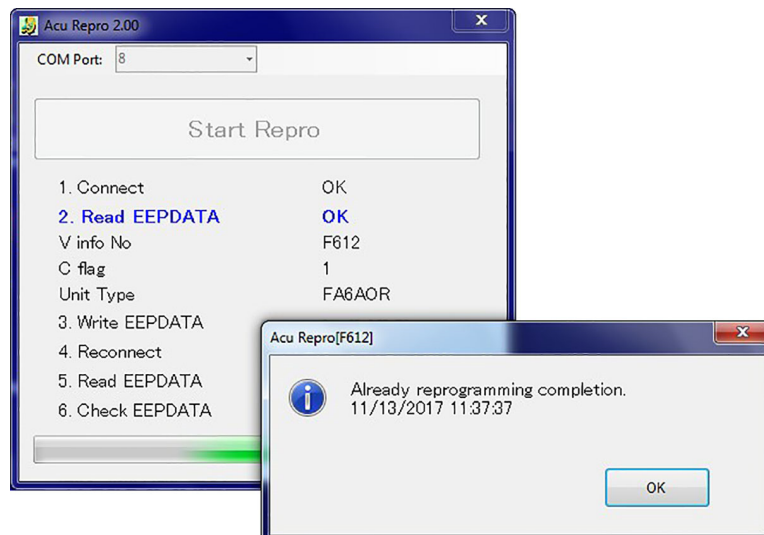 Acu Repro 2.00
COM Port: 8
Start Repro
1. Connect OK
2. Read EEPDATA OK
V info No F612
C flag 1
Unit Type FA6AOR
3. Write EEPDATA
4. Reconnect
5. Read EEPDATA
6. Check EEPDATA
Acu Repro[F612]
Already reprogramming completion.
11/13/2017 11:37:37
OK